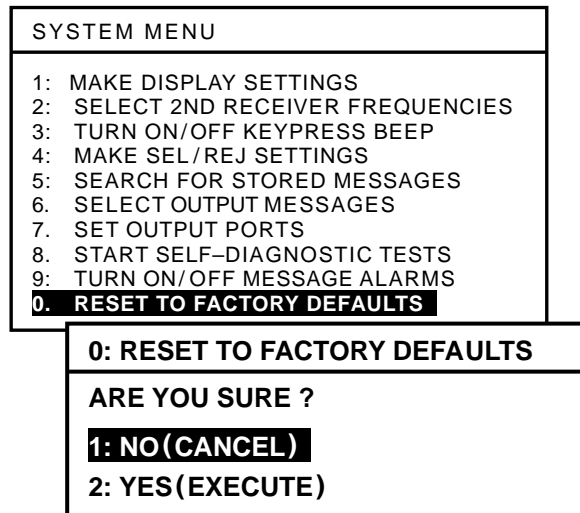 SYSTEM MENU
1: MAKE DISPLAY SETTINGS
2: SELECT 2ND RECEIVER FREQUENCIES
3: TURN ON/OFF KEYPRESS BEEP
4: MAKE SEL/REJ SETTINGS
5: SEARCH FOR STORED MESSAGES
6. SELECT OUTPUT MESSAGES
7. SET OUTPUT PORTS
8. START SELF–DIAGNOSTIC TESTS
9: TURN ON/OFF MESSAGE ALARMS
0. RESET TO FACTORY DEFAULTS
0: RESET TO FACTORY DEFAULTS
ARE YOU SURE ?
1: NO(CANCEL)
2: YES(EXECUTE)